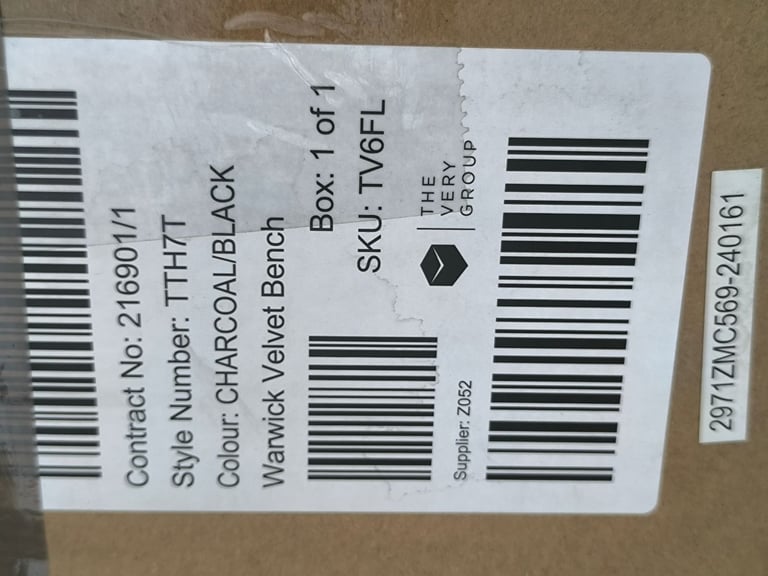 Contract No: 216901/1
Style Number: TTH7T
Colour: CHARCOAL/BLACK
Warwick Velvet Bench
Box: 1 of 1
SKU: TV6FL
THE
VERY
GROUP
Supplier: Z052
2971ZMC569-240161